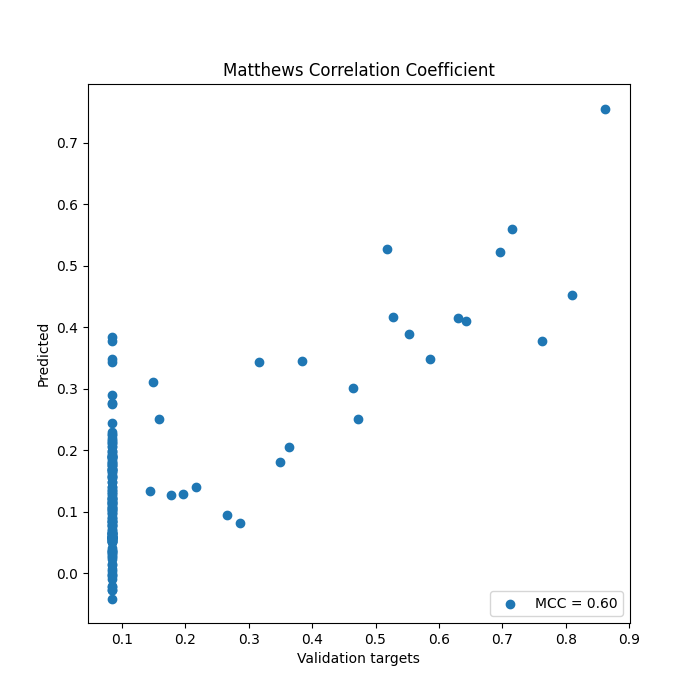 Matthews Correlation Coefficient
0.7
0.6
0.5
0.4
0.3
0.2
0.1
0.0
Predicted
MCC = 0.60
0.1 0.2 0.3 0.4 0.5 0.6 0.7 0.8 0.9
Validation targets